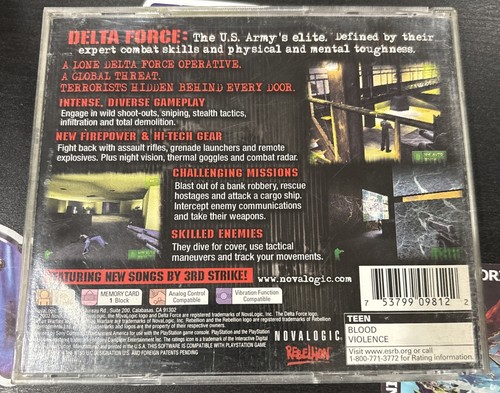 DELTA FORCE: The U.S. Army's elite. Defined by their
expert combat skills and physical and mental toughness.
A LONE DELTA FORCE OPERATIVE.
A GLOBAL THREAT.
TERRORISTS HIDDEN BEHIND EVERY DOOR.
INTENSE, DIVERSE GAMEPLAY
Engage in wild shoot-outs, sniping, stealth tactics,
infiltration and total demolition.
NEW FIREPOWER & HI-TECH GEAR
Fight back with assault rifles, grenade launchers and remote
explosives. Plus night vision, thermal goggles and combat radar.
CHALLENGING MISSIONS
Blast out of a bank robbery, rescue
hostages and attack a cargo ship.
Intercept enemy communications
and take their weapons.
SKILLED ENEMIES
They dive for cover, use tactical
maneuvers and track your movements.
FEATURING NEW SONGS BY 3RD STRIKE!
www.novalogic.com
MEMORY CARD
1 Block
Analog Control
Compatible
Vibration Function
Compatible
7 53799 09812 2
Rd., Suite 200, Calabasas, CA 91302
NOVALOGIC
REBELLION
TEEN
BLOOD
VIOLENCE
Visit www.esrb.org or call
1-800-771-3772 for Rating information.